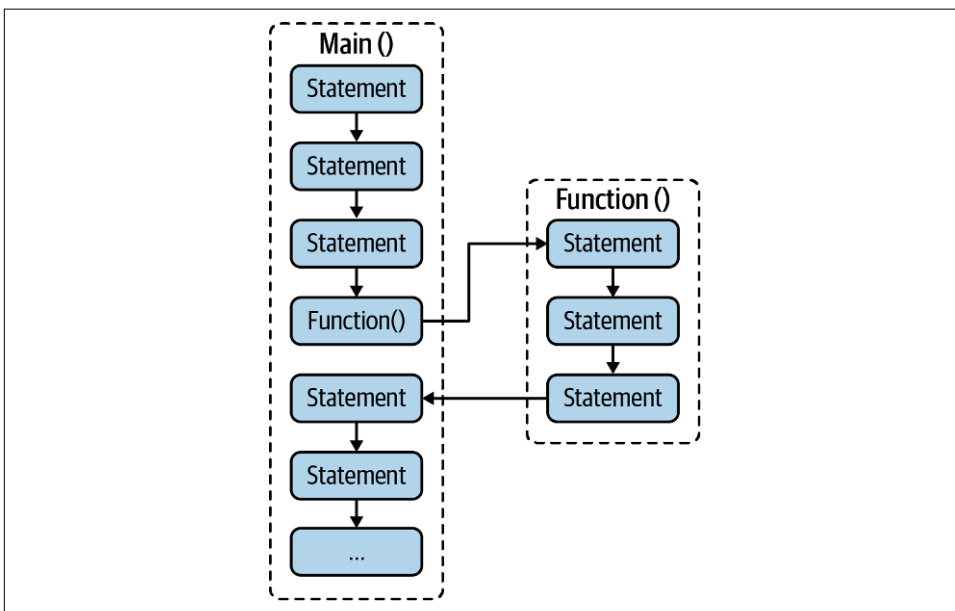 Main ()
Statement
Statement
Statement
Function()
Statement
Statement
...
Function ()
Statement
Statement
Statement